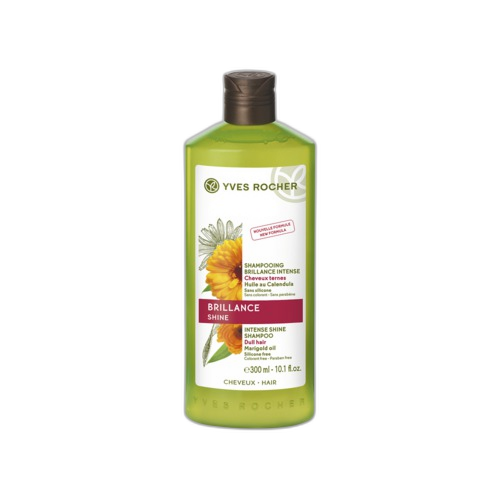 YVES ROCHER
NOUVELLE FORMULE
NEW FORMULA
SHAMPOOING
BRILLANCE INTENSE
Cheveux ternes
Huile au Calendula
Sans silicone
Sans colorant - Sans parabène
BRILLANCE
SHINE
INTENSE SHINE
SHAMPOO
Dull hair
Marigold oil
Silicone free
Colorant free - Paraben free
℮300 ml - 10.1 fl.oz.
CHEVEUX - HAIR
YVES ROCHER